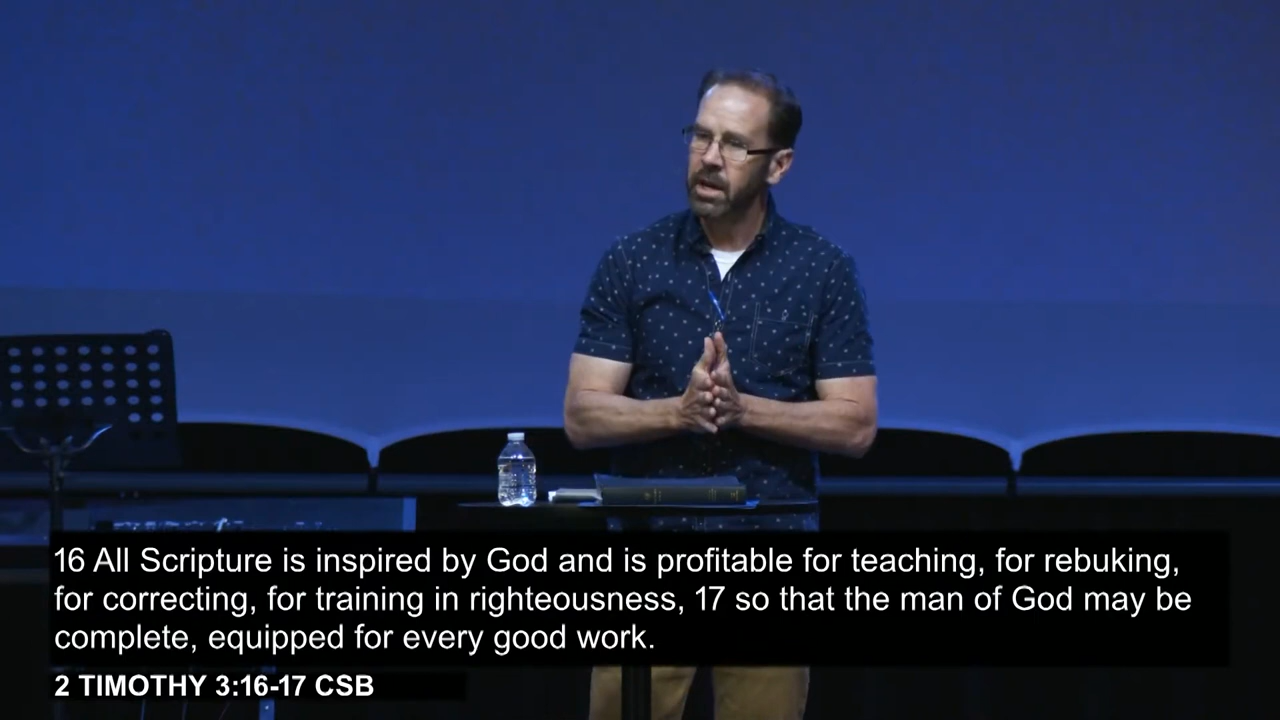 16 All Scripture is inspired by God and is profitable for teaching, for rebuking,
for correcting, for training in righteousness, 17 so that the man of God may be
complete, equipped for every good work.
2 TIMOTHY 3:16-17 CSB